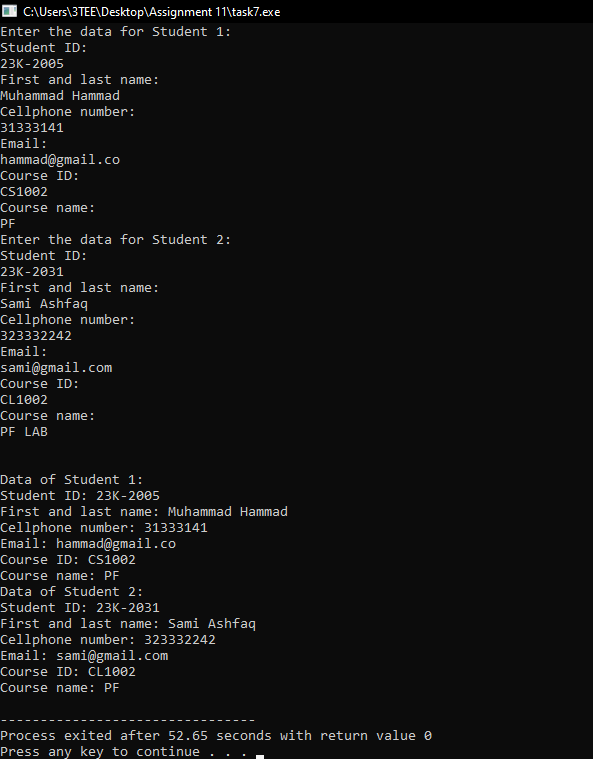 C:\Users\3TEE\Desktop\Assignment 11\task7.exe
Enter the data for Student 1:
Student ID:
23K-2005
First and last name:
Muhammad Hammad
Cellphone number:
31333141
Email:
hammad@gmail.co
Course ID:
CS1002
Course name:
PF
Enter the data for Student 2:
Student ID:
23K-2031
First and last name:
Sami Ashfaq
Cellphone number:
323332242
Email:
sami@gmail.com
Course ID:
CL1002
Course name:
PF LAB
Data of Student 1:
Student ID: 23K-2005
First and last name: Muhammad Hammad
Cellphone number: 31333141
Email: hammad@gmail.co
Course ID: CS1002
Course name: PF
Data of Student 2:
Student ID: 23K-2031
First and last name: Sami Ashfaq
Cellphone number: 323332242
Email: sami@gmail.com
Course ID: CL1002
Course name: PF
--------------------------------
Process exited after 52.65 seconds with return value 0
Press any key to continue . . .